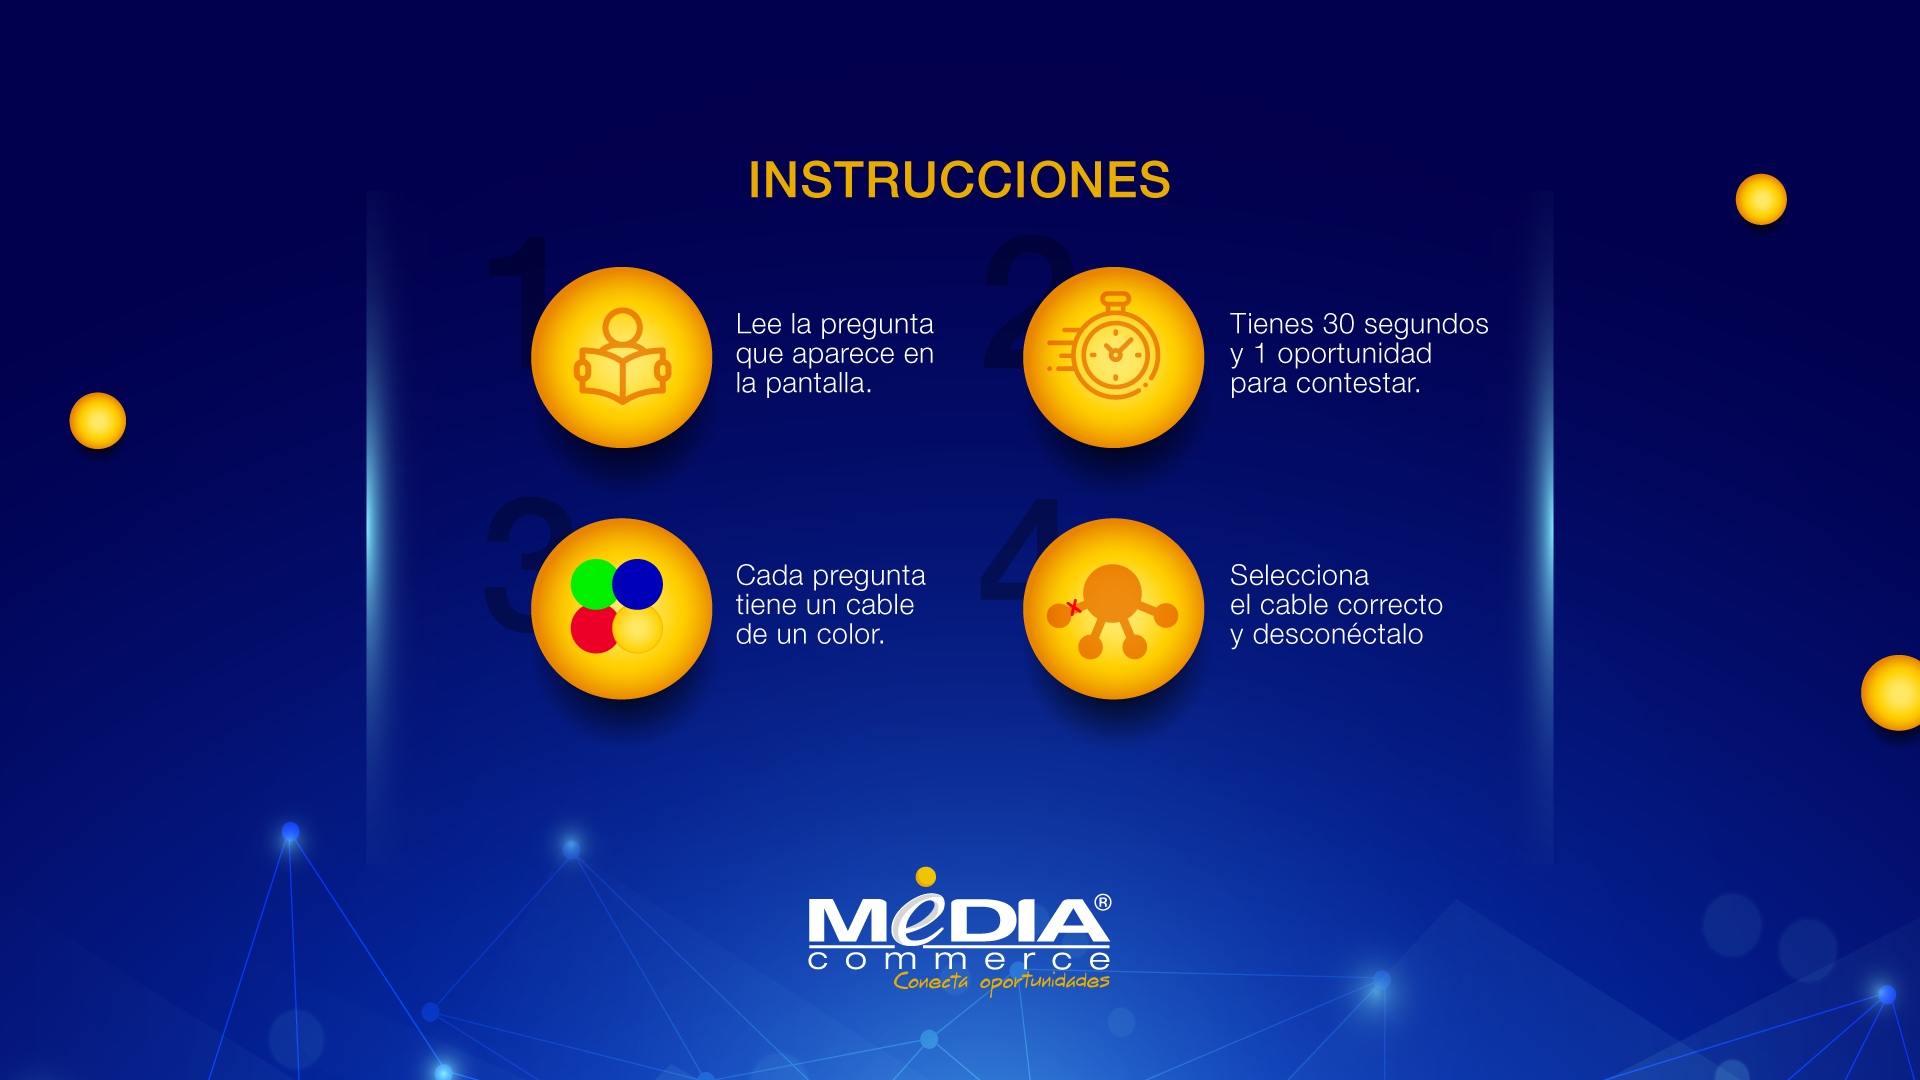 INSTRUCCIONES
1
Lee la pregunta
que aparece en
la pantalla.
2
Tienes 30 segundos
y 1 oportunidad
para contestar.
3
Cada pregunta
tiene un cable
de un color.
4
Selecciona
el cable correcto
y desconéctalo
MeDIA®
commerce
Conectá oportunidades